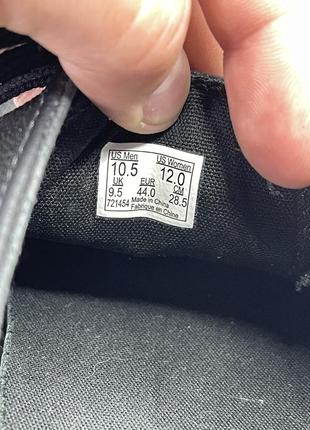 US Men US Women
10.5 12.0
UK EUR CM
9.5 44.0 28.5
721454 Made in China
Fabrique en Chine